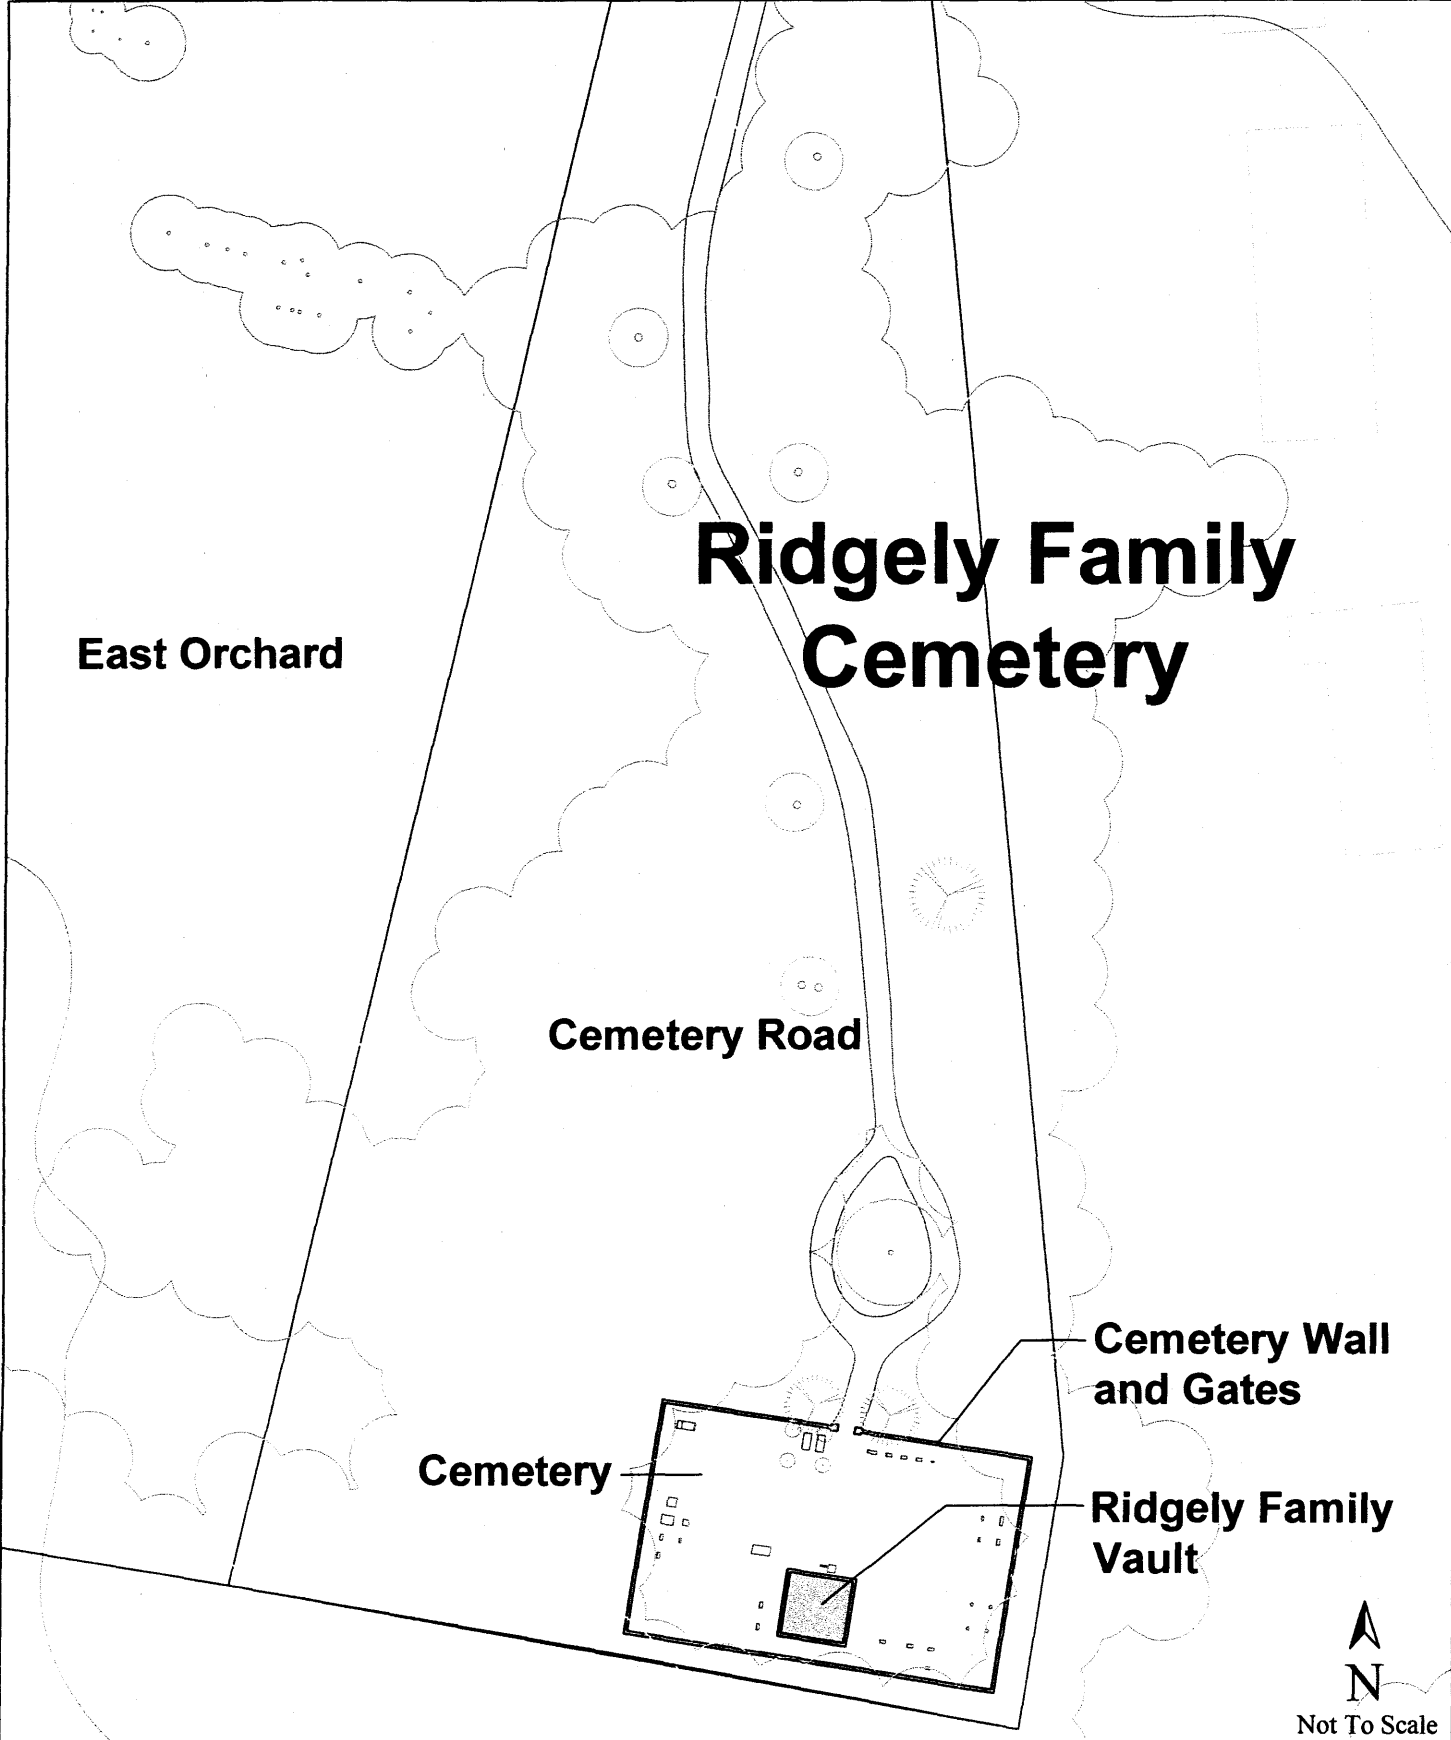 Ridgely Family
Cemetery
East Orchard
Cemetery Road
Cemetery Wall
and Gates
Cemetery
Ridgely Family
Vault
N
Not To Scale